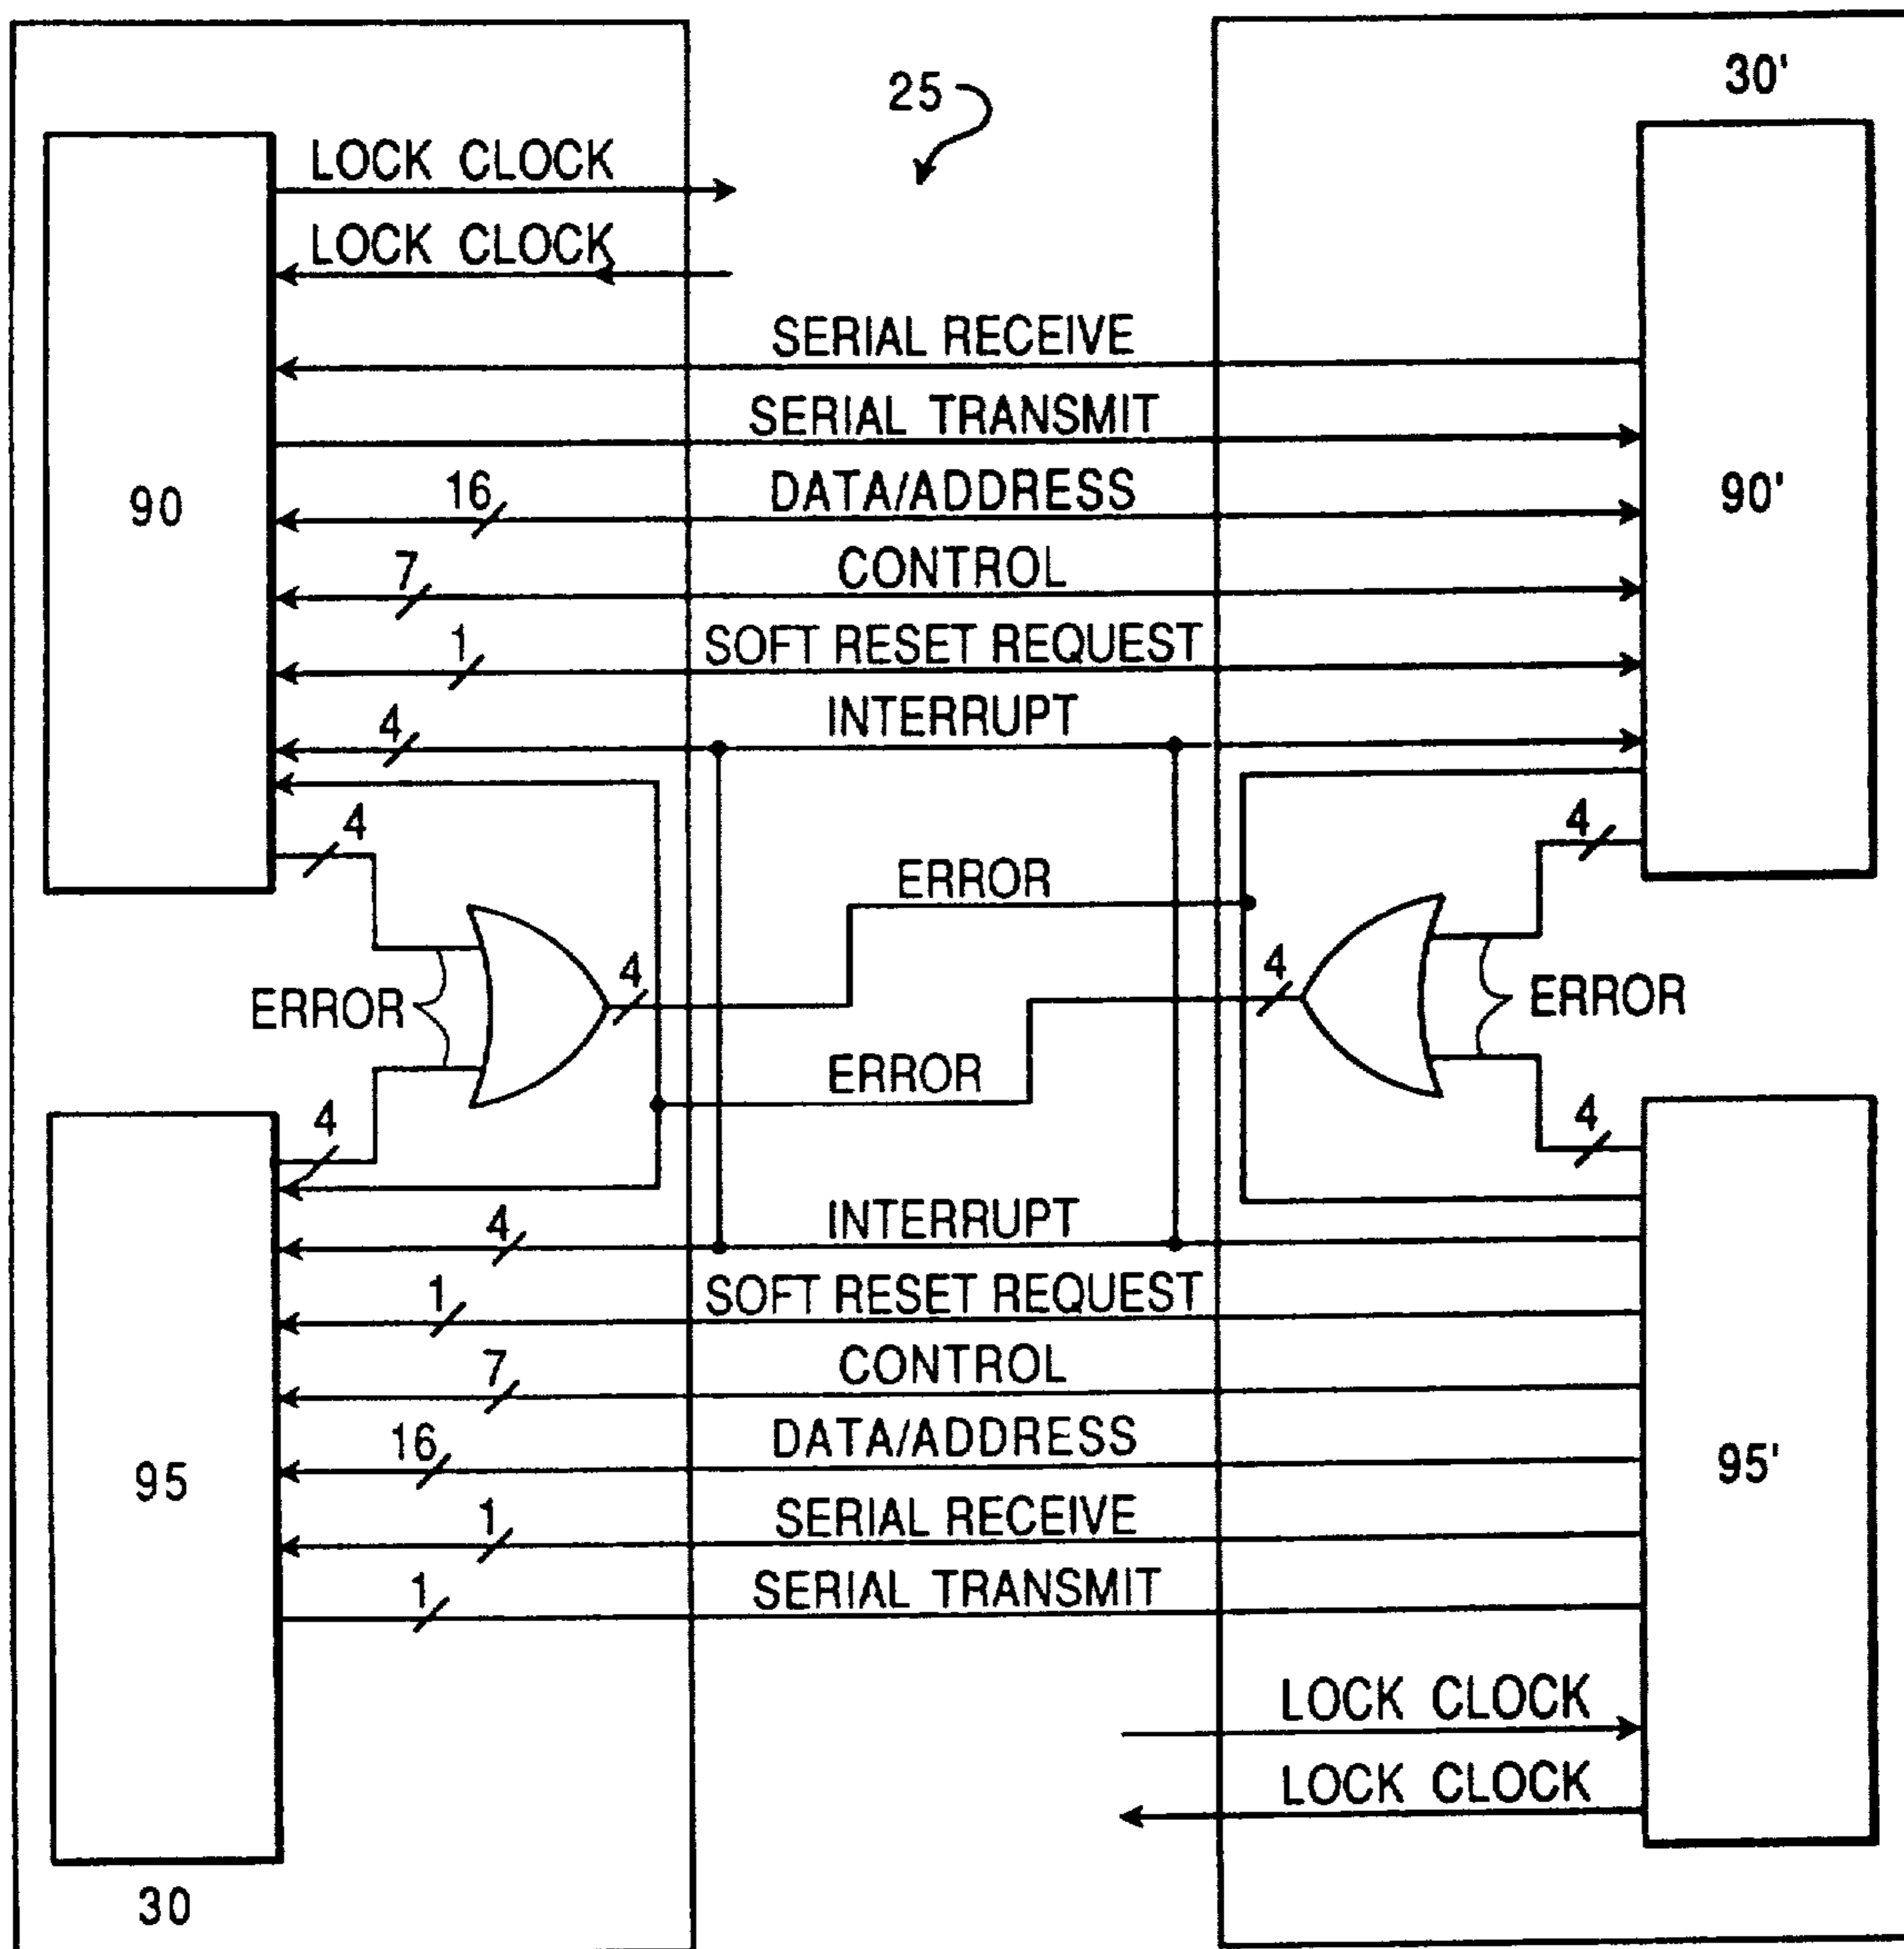 30'
25
LOCK CLOCK
LOCK CLOCK
SERIAL RECEIVE
SERIAL TRANSMIT
90
16
DATA/ADDRESS
90'
7
CONTROL
1
SOFT RESET REQUEST
4
INTERRUPT
4
4
ERROR
4
4
ERROR
ERROR
ERROR
4
4
4
INTERRUPT
1
SOFT RESET REQUEST
7
CONTROL
95
16
DATA/ADDRESS
95'
1
SERIAL RECEIVE
1
SERIAL TRANSMIT
LOCK CLOCK
LOCK CLOCK
30